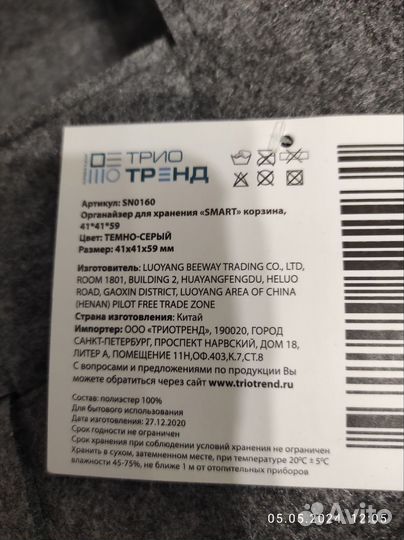 ТРИО
ТРЕНД
Артикул: SN0160
Органайзер для хранения «SMART» корзина,
41*41*59
Цвет: ТЕМНО-СЕРЫЙ
Размер: 41х41х59 мм
Изготовитель: LUOYANG BEEWAY TRADING CO., LTD,
ROOM 1801, BUILDING 2, HUAYANGFENGDU, HELUO
ROAD, GAOXIN DISTRICT, LUOYANG AREA OF CHINA
(HENAN) PILOT FREE TRADE ZONE
Страна изготовления: Китай
Импортер: ООО «ТРИОТРЕНД», 190020, ГОРОД
САНКТ-ПЕТЕРБУРГ, ПРОСПЕКТ НАРВСКИЙ, ДОМ 18,
ЛИТЕР А, ПОМЕЩЕНИЕ 11Н,ОФ.403,К.7,СТ.8
С вопросами и предложениями по продукции Вы
можете обратиться через сайт www.triotrend.ru
Состав: полиэстер 100%
Для бытового использования
Дата изготовления: 27.12.2020
Срок годности не ограничен
Срок хранения при соблюдении условий хранения не ограничен
Хранить в сухом, затемненном месте, при температуре 20°С ± 5°С
влажности 45-75%, не ближе 1 м от отопительных приборов
Avito
05.06.2024 12:05